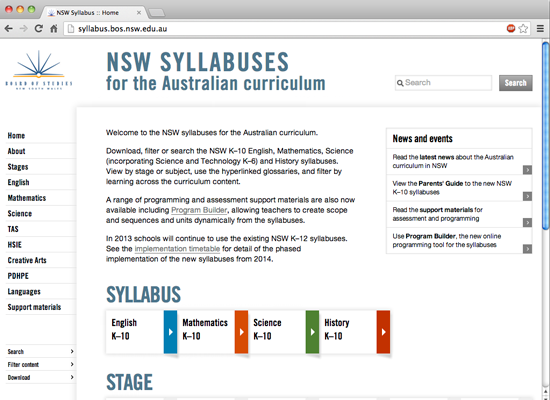 NSW Syllabus :: Home
syllabus.bos.nsw.edu.au
BOARD OF STUDIES
NEW SOUTH WALES
NSW SYLLABUSES
for the Australian curriculum
Search
Search
Home
About
Stages
English
Mathematics
Science
TAS
HSIE
Creative Arts
PDHPE
Languages
Support materials
Search
Filter content
Download
Welcome to the NSW syllabuses for the Australian curriculum.
Download, filter or search the NSW K–10 English, Mathematics, Science
(incorporating Science and Technology K–6) and History syllabuses.
View by stage or subject, use the hyperlinked glossaries, and filter by
learning across the curriculum content.
A range of programming and assessment support materials are also now
available including Program Builder, allowing teachers to create scope
and sequences and units dynamically from the syllabuses.
In 2013 schools will continue to use the existing NSW K–12 syllabuses.
See the implementation timetable for detail of the phased
implementation of the new syllabuses from 2014.
News and events
Read the latest news about the Australian
curriculum in NSW
View the Parents' Guide to the new NSW
K–10 syllabuses
Read the support materials for
assessment and programming
Use Program Builder, the new online
programming tool for the syllabuses
SYLLABUS
English
K–10
Mathematics
K–10
Science
K–10
History
K–10
STAGE